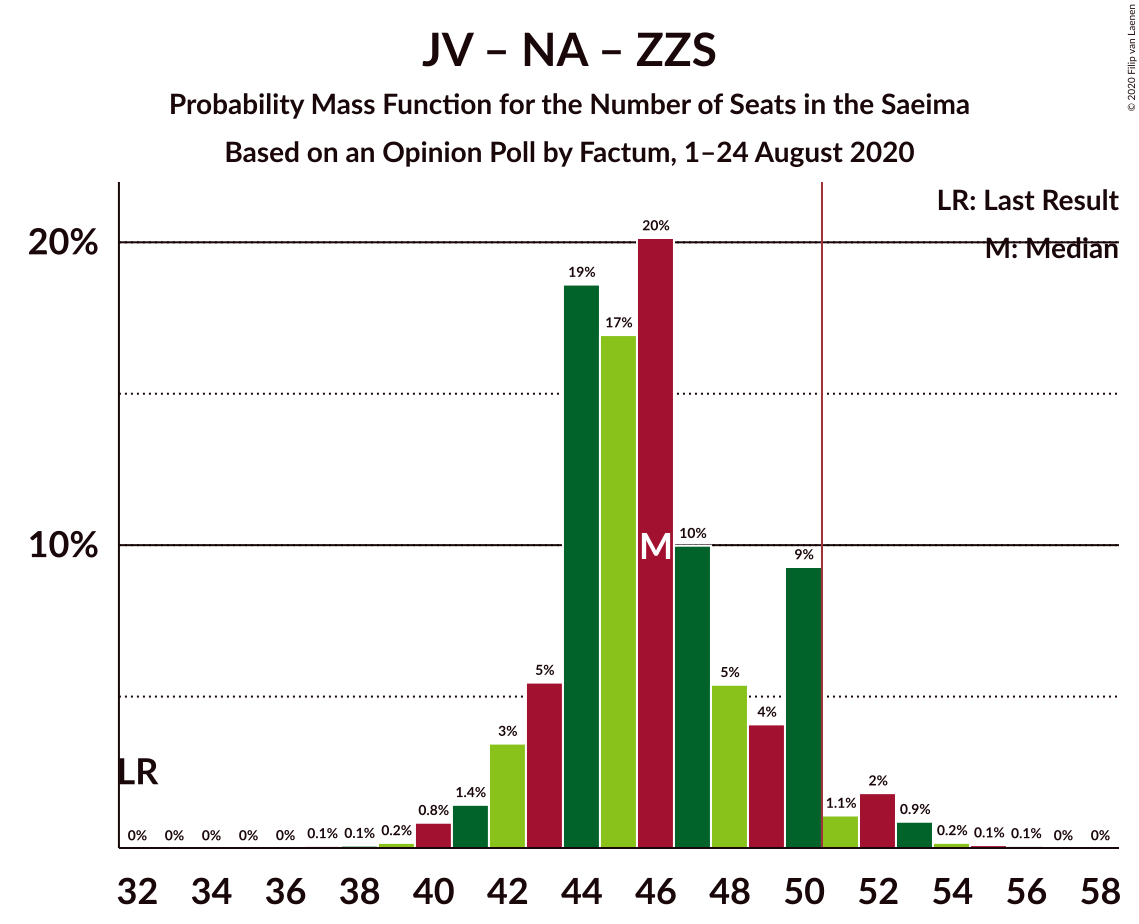 JV – NA – ZZS
Probability Mass Function for the Number of Seats in the Saeima
Based on an Opinion Poll by Factum, 1–24 August 2020
© 2020 Filip van Laenen
LR: Last Result
M: Median
20%
10%
0% 0% 0% 0% 0% 0.1% 0.1% 0.2% 0.8% 1.4% 3% 5% 19% 17% 20% 10% 5% 4% 9% 1.1% 2% 0.9% 0.2% 0.1% 0.1% 0% 0%
M
LR
32 34 36 38 40 42 44 46 48 50 52 54 56 58